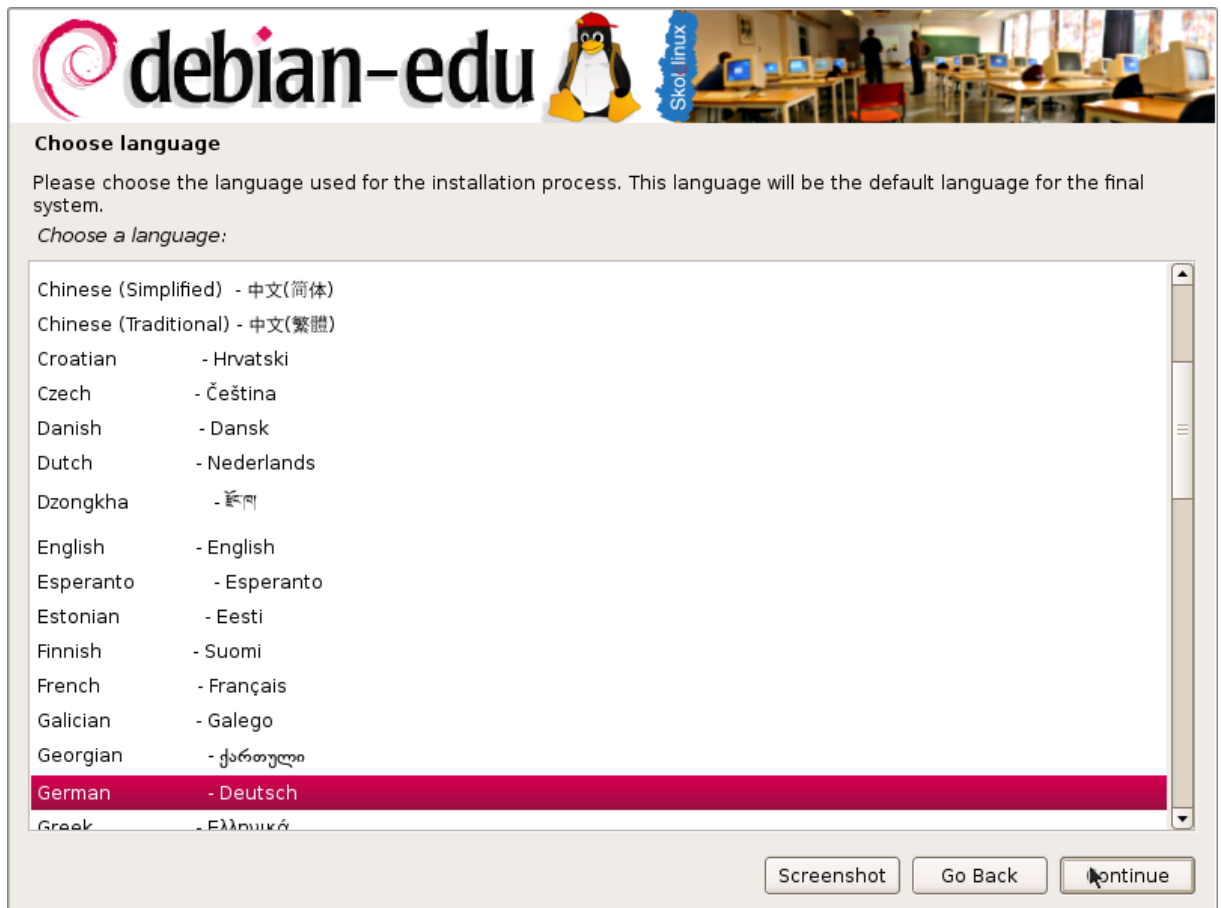 debian-edu
Skolelinux
Choose language
Please choose the language used for the installation process. This language will be the default language for the final
system.
Choose a language:
Chinese (Simplified) - 中文(简体)
Chinese (Traditional) - 中文(繁體)
Croatian - Hrvatski
Czech - Čeština
Danish - Dansk
Dutch - Nederlands
Dzongkha - རྫོང་ཁ།
English - English
Esperanto - Esperanto
Estonian - Eesti
Finnish - Suomi
French - Français
Galician - Galego
Georgian - ქართული
German - Deutsch
Greek - Ελληνικά
Screenshot
Go Back
Continue